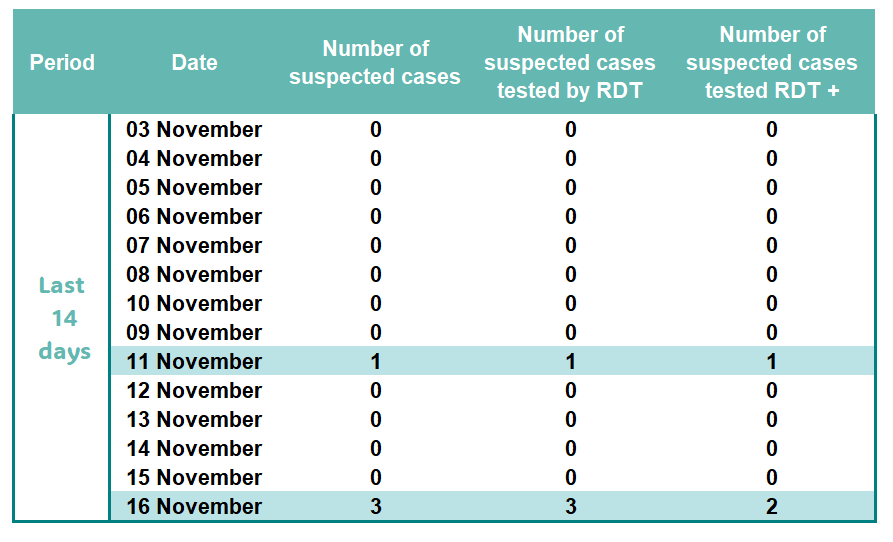 Period Date Number of suspected cases Number of suspected cases tested by RDT Number of suspected cases tested RDT +
Last 14 days
03 November 0 0 0
04 November 0 0 0
05 November 0 0 0
06 November 0 0 0
07 November 0 0 0
08 November 0 0 0
10 November 0 0 0
09 November 0 0 0
11 November 1 1 1
12 November 0 0 0
13 November 0 0 0
14 November 0 0 0
15 November 0 0 0
16 November 3 3 2